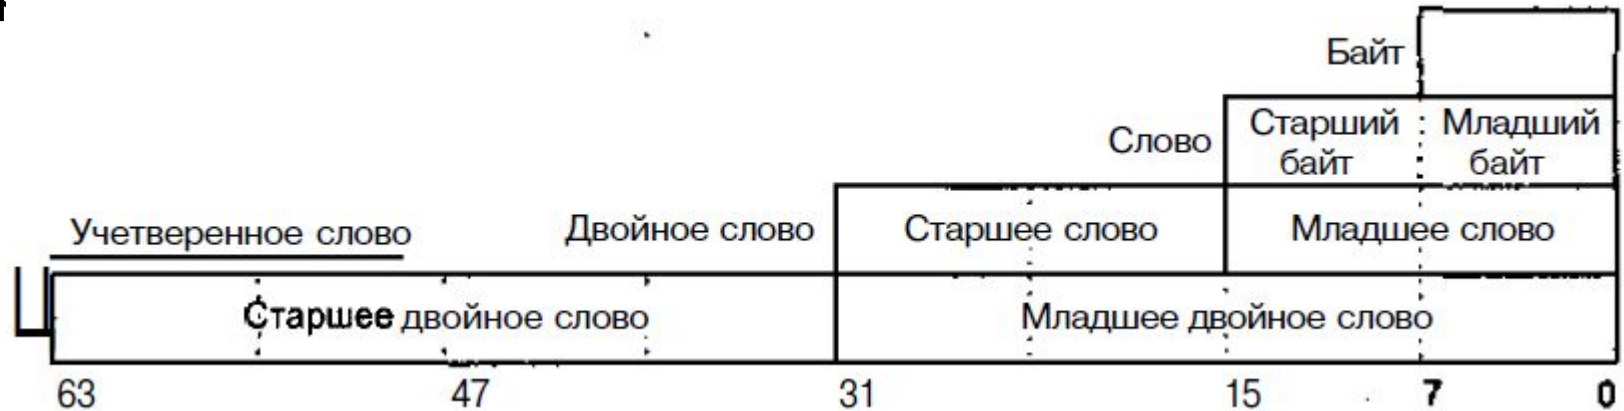 Байт
Слово
Старший байт
Младший байт
Учетверенное слово
Двойное слово
Старшее слово
Младшее слово
Старшее двойное слово
Младшее двойное слово
63 47 31 15 7 0